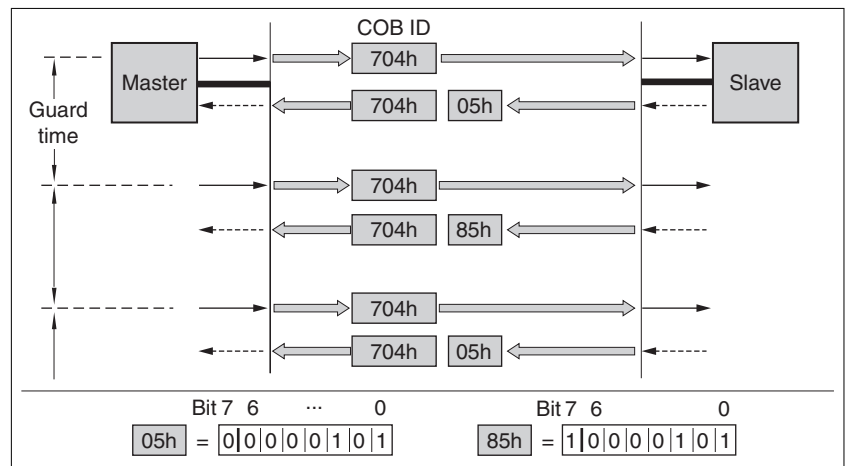 COB ID
Master 704h Slave
704h 05h
Guard
time
704h
704h 85h
704h
704h 05h
Bit 7 6 ... 0 Bit 7 6 0
05h = 0 0 0 0 0 1 0 1 85h = 1 0 0 0 0 1 0 1